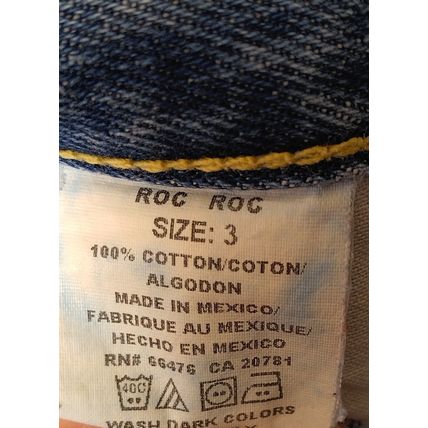 ROC ROC
SIZE: 3
100% COTTON/COTON/
ALGODON
MADE IN MEXICO/
FABRIQUE AU MEXIQUE/
HECHO EN MEXICO
RN# 66476 CA 20781
40C
WASH DARK COLORS